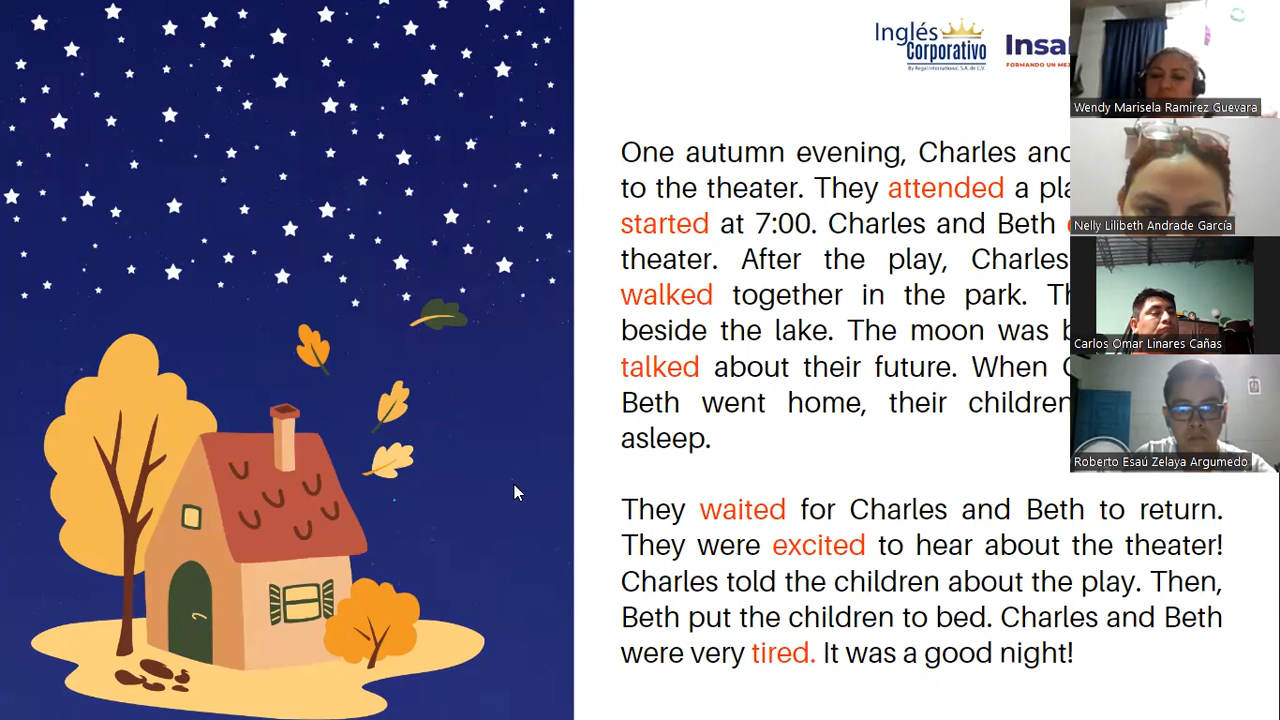 Inglés
Corporativo
By Regal International, S.A. de C.V.
Insa
FORMANDO UN
Wendy Marisela Ramírez Guevara
Nelly Lilibeth Andrade García
Carlos Omar Linares Cañas
Roberto Esaú Zelaya Argumedo
One autumn evening, Charles and
to the theater. They attended a
started at 7:00. Charles and Beth
theater. After the play, Charles
walked together in the park.
beside the lake. The moon was
talked about their future. When
Beth went home, their children
asleep.
They waited for Charles and Beth to return.
They were excited to hear about the theater!
Charles told the children about the play. Then,
Beth put the children to bed. Charles and Beth
were very tired. It was a good night!